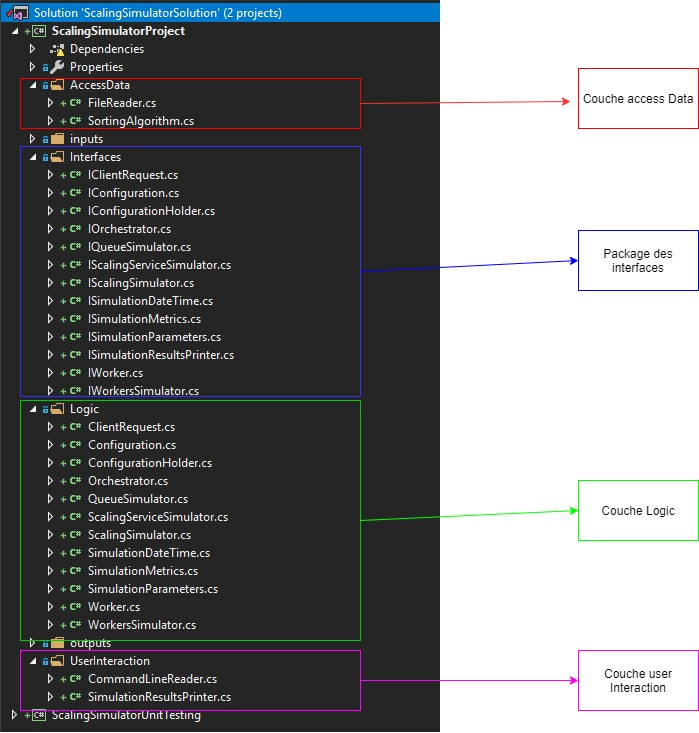 Solution 'ScalingSimulatorSolution' (2 projects)
ScalingSimulatorProject
Dependencies
Properties
AccessData
FileReader.cs
SortingAlgorithm.cs
Couche access Data
inputs
Interfaces
IClientRequest.cs
IConfiguration.cs
IConfigurationHolder.cs
IOrchestrator.cs
IQueueSimulator.cs
IScalingServiceSimulator.cs
IScalingSimulator.cs
ISimulationDateTime.cs
ISimulationMetrics.cs
ISimulationParameters.cs
ISimulationResultsPrinter.cs
IWorker.cs
IWorkersSimulator.cs
Package des
interfaces
Logic
ClientRequest.cs
Configuration.cs
ConfigurationHolder.cs
Orchestrator.cs
QueueSimulator.cs
ScalingServiceSimulator.cs
ScalingSimulator.cs
SimulationDateTime.cs
SimulationMetrics.cs
SimulationParameters.cs
Worker.cs
WorkersSimulator.cs
Couche Logic
outputs
UserInteraction
CommandLineReader.cs
SimulationResultsPrinter.cs
Couche user
Interaction
ScalingSimulatorUnitTesting